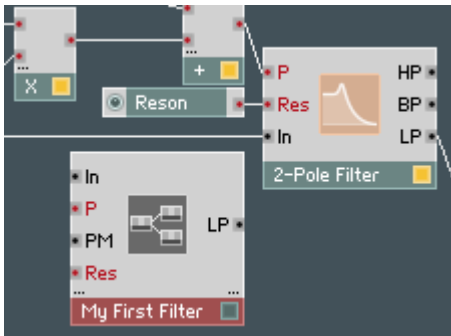 ...
X
...
+
Reson
P
Res
In
HP
BP
LP
2-Pole Filter
In
P
PM
Res
LP
...
...
My First Filter